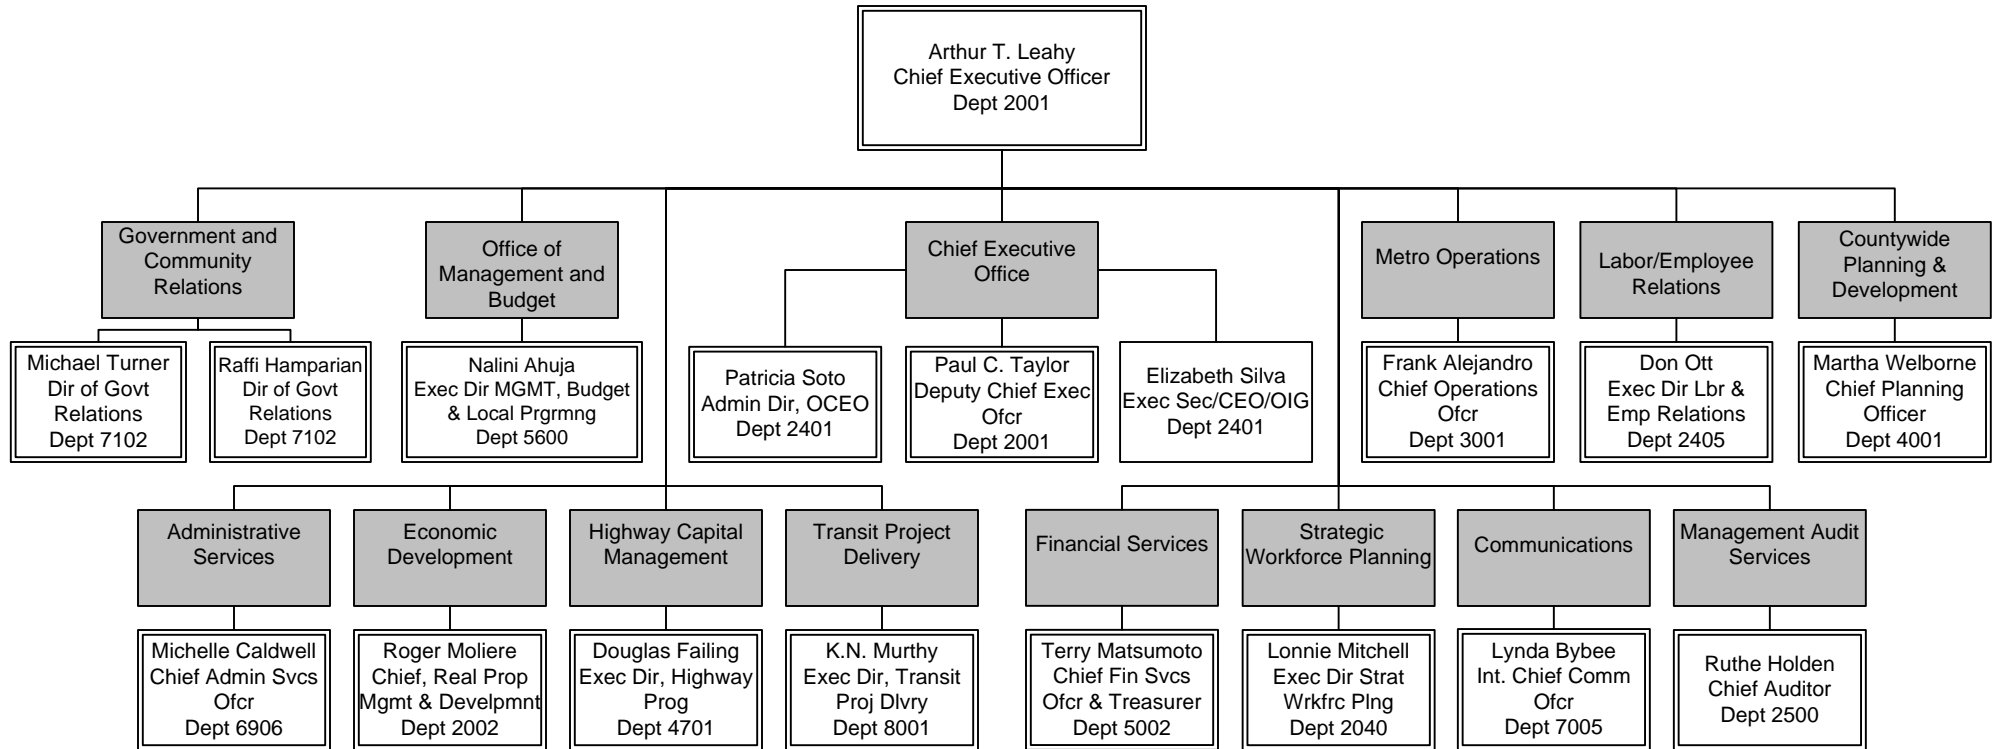 Arthur T. Leahy
Chief Executive Officer
Dept 2001
Government and
Community
Relations
Office of
Management and
Budget
Chief Executive
Office
Metro Operations
Labor/Employee
Relations
Countywide
Planning &
Development
Michael Turner
Dir of Govt
Relations
Dept 7102
Raffi Hamparian
Dir of Govt
Relations
Dept 7102
Nalini Ahuja
Exec Dir MGMT, Budget
& Local Prgrmng
Dept 5600
Patricia Soto
Admin Dir, OCEO
Dept 2401
Paul C. Taylor
Deputy Chief Exec
Ofcr
Dept 2001
Elizabeth Silva
Exec Sec/CEO/OIG
Dept 2401
Frank Alejandro
Chief Operations
Ofcr
Dept 3001
Don Ott
Exec Dir Lbr &
Emp Relations
Dept 2405
Martha Welborne
Chief Planning
Officer
Dept 4001
Administrative
Services
Economic
Development
Highway Capital
Management
Transit Project
Delivery
Financial Services
Strategic
Workforce Planning
Communications
Management Audit
Services
Michelle Caldwell
Chief Admin Svcs
Ofcr
Dept 6906
Roger Moliere
Chief, Real Prop
Mgmt & Develpmnt
Dept 2002
Douglas Failing
Exec Dir, Highway
Prog
Dept 4701
K.N. Murthy
Exec Dir, Transit
Proj Dlvry
Dept 8001
Terry Matsumoto
Chief Fin Svcs
Ofcr & Treasurer
Dept 5002
Lonnie Mitchell
Exec Dir Strat
Wrkfrc Plng
Dept 2040
Lynda Bybee
Int. Chief Comm
Ofcr
Dept 7005
Ruthe Holden
Chief Auditor
Dept 2500